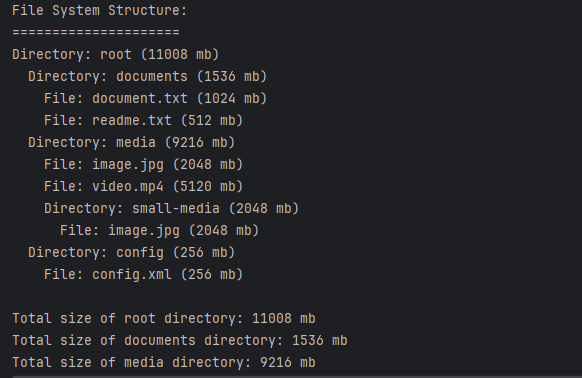 File System Structure:
=====================
Directory: root (11008 mb)
  Directory: documents (1536 mb)
    File: document.txt (1024 mb)
    File: readme.txt (512 mb)
  Directory: media (9216 mb)
    File: image.jpg (2048 mb)
    File: video.mp4 (5120 mb)
    Directory: small-media (2048 mb)
      File: image.jpg (2048 mb)
  Directory: config (256 mb)
    File: config.xml (256 mb)

Total size of root directory: 11008 mb
Total size of documents directory: 1536 mb
Total size of media directory: 9216 mb